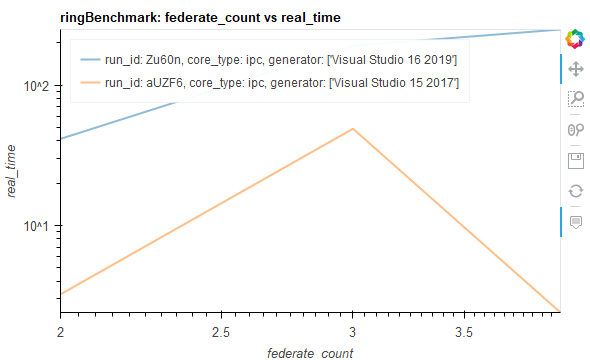 ringBenchmark: federate_count vs real_time
run_id: Zu60n, core_type: ipc, generator: ['Visual Studio 16 2019']
run_id: aUZF6, core_type: ipc, generator: ['Visual Studio 15 2017']
10^2
10^1
real_time
2
2.5
3
3.5
federate_count